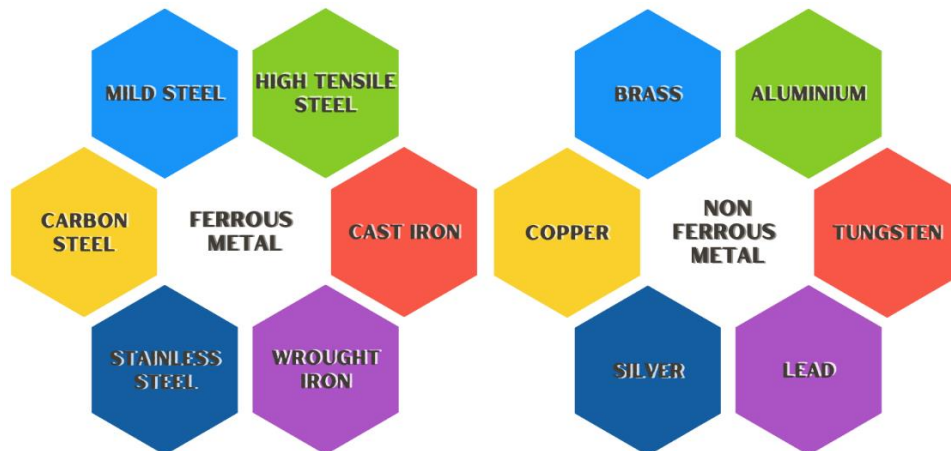 MILD STEEL
HIGH TENSILE
STEEL
CARBON
STEEL
FERROUS
METAL
CAST IRON
STAINLESS
STEEL
WROUGHT
IRON
BRASS
ALUMINIUM
COPPER
NON
FERROUS
METAL
TUNGSTEN
SILVER
LEAD